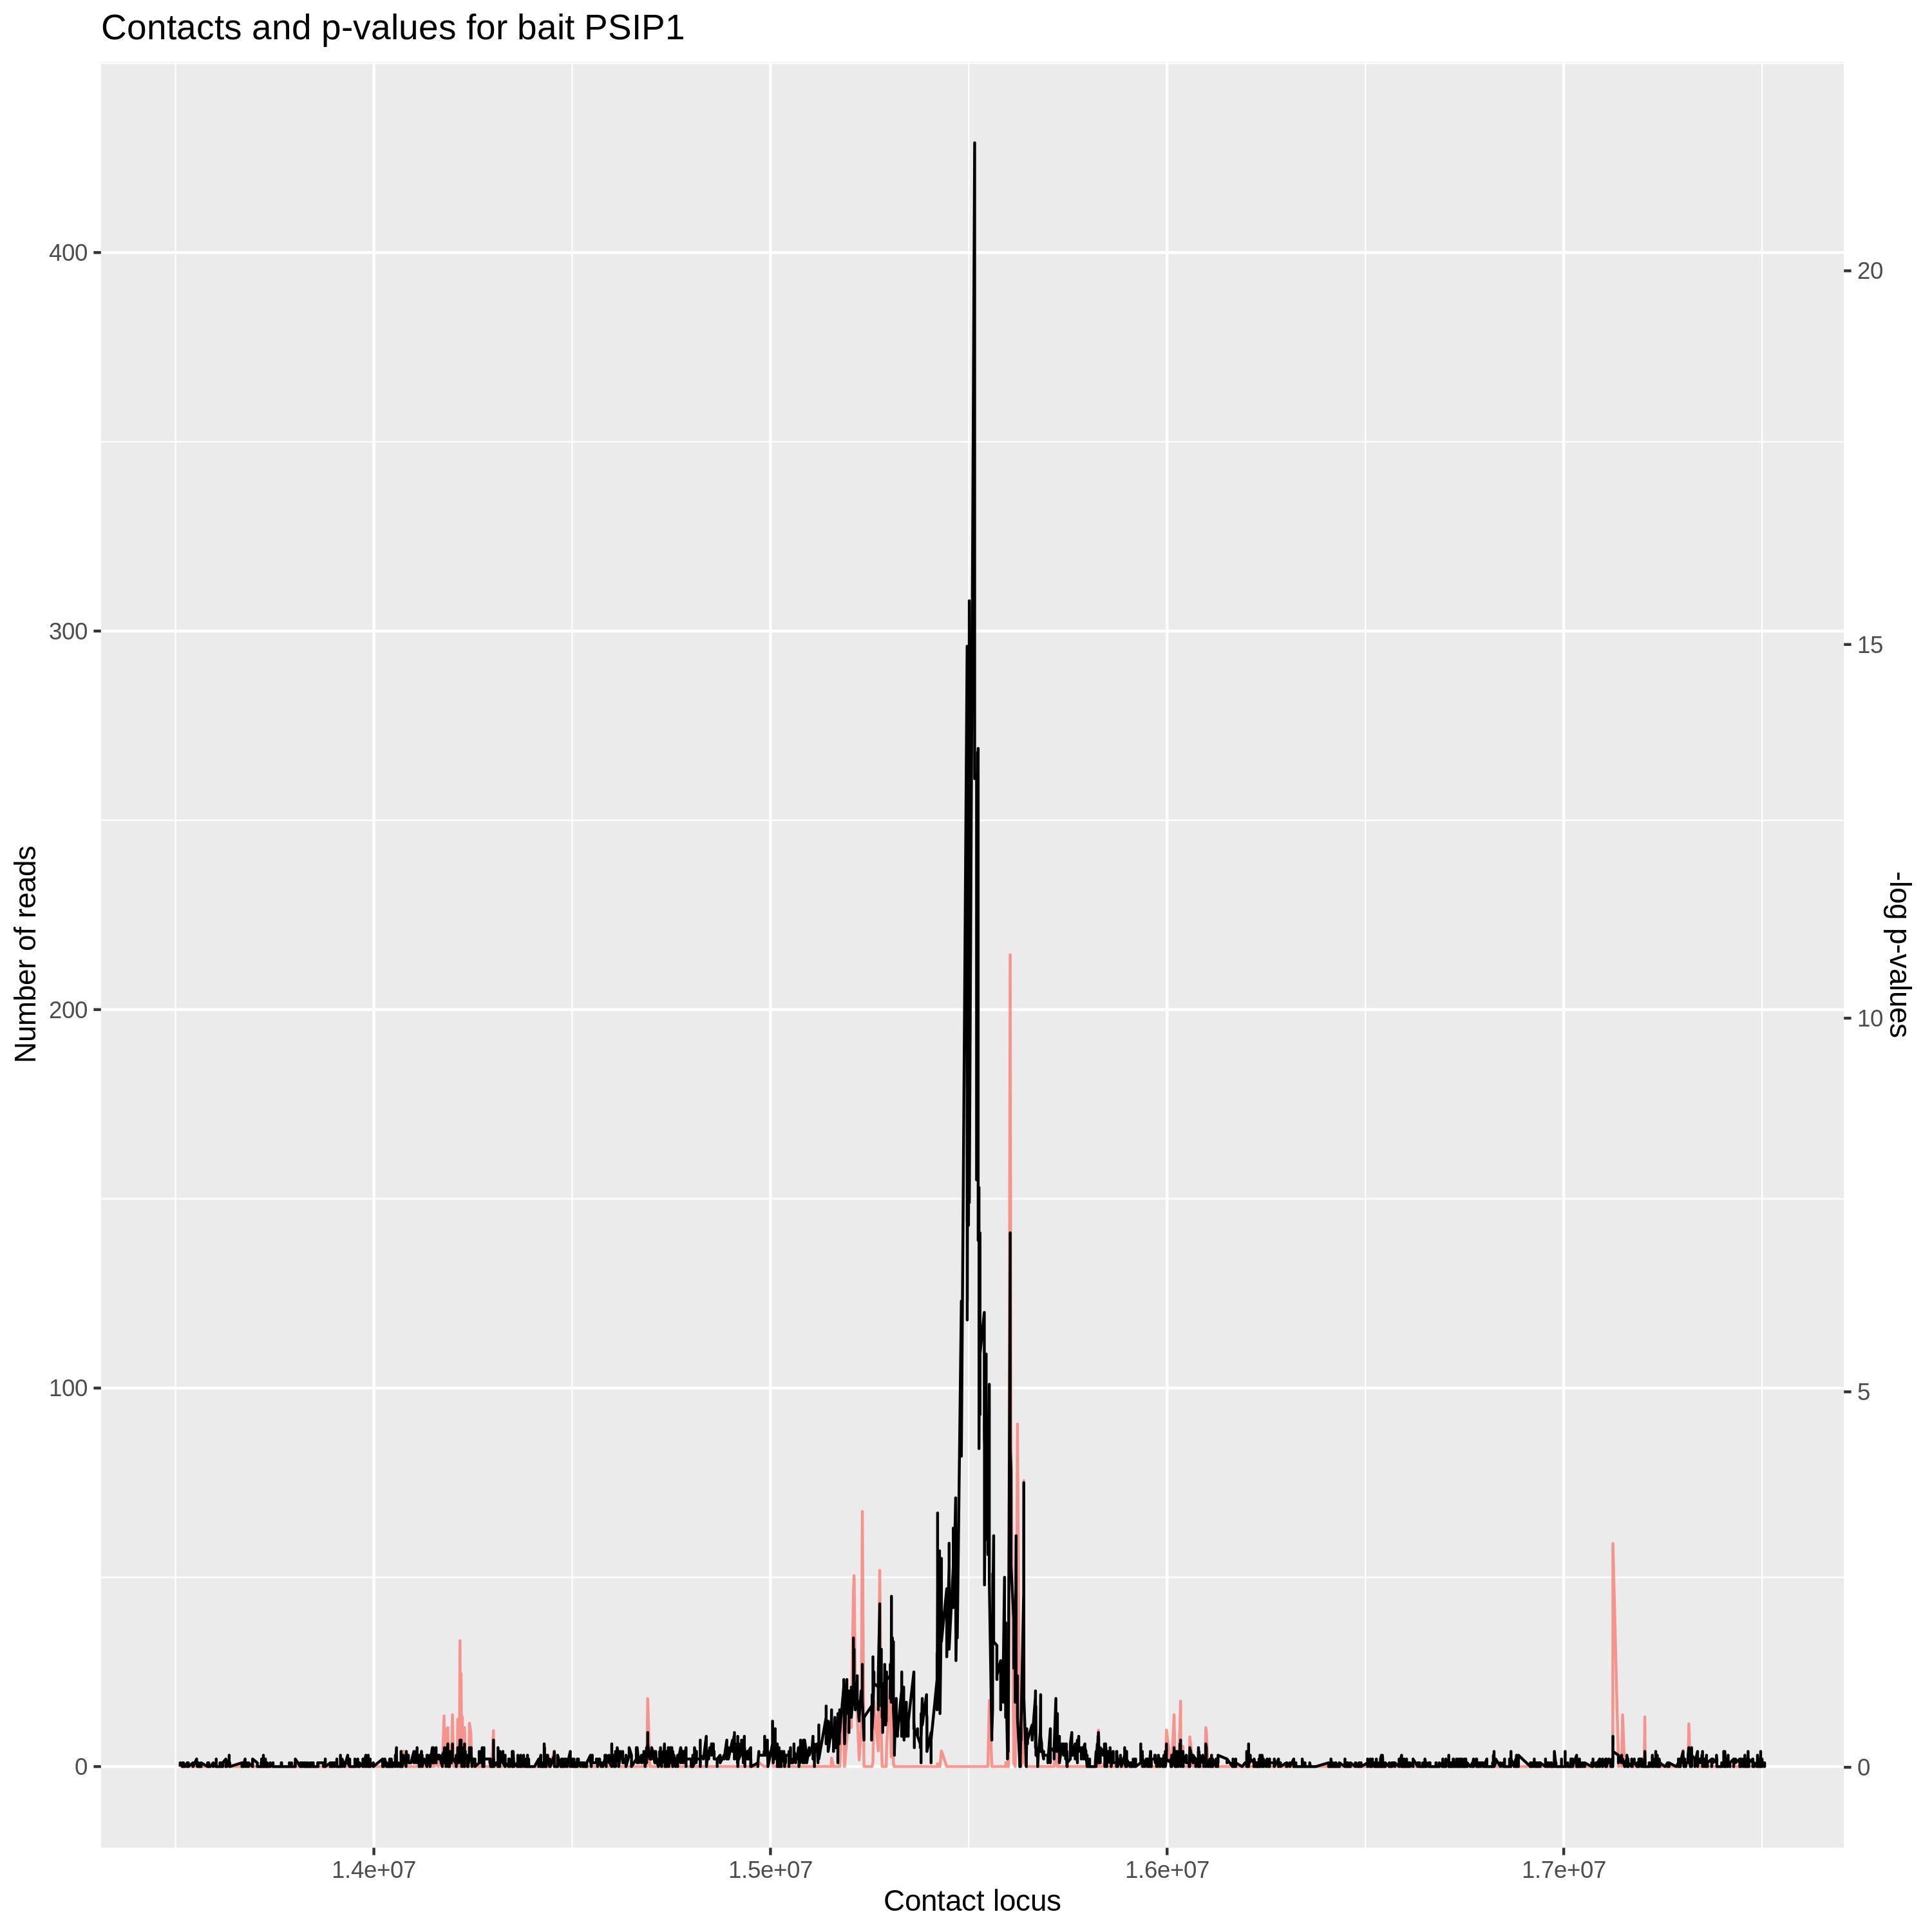 Contacts and p-values for bait PSIP1
Number of reads
400
300
200
100
0
20
15
10
5
0
-log p-values
1.4e+07
1.5e+07
1.6e+07
1.7e+07
Contact locus